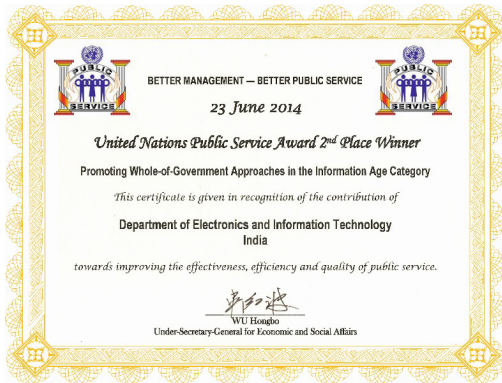 PUBLIC
SERVICE
PUBLIC
SERVICE
BETTER MANAGEMENT — BETTER PUBLIC SERVICE
23 June 2014
United Nations Public Service Award 2nd Place Winner
Promoting Whole-of-Government Approaches in the Information Age Category
This certificate is given in recognition of the contribution of
Department of Electronics and Information Technology
India
towards improving the effectiveness, efficiency and quality of public service.
WU Hongbo
Under-Secretary-General for Economic and Social Affairs